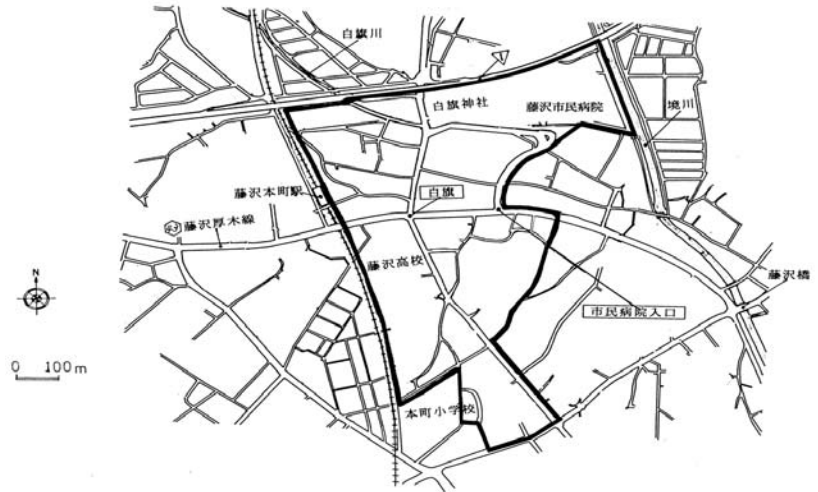 白旗川
白旗神社
藤沢市民病院
境川
藤沢本町駅
白旗
藤沢厚木線
藤沢高校
藤沢橋
市民病院入口
N
0 100m
本町小学校